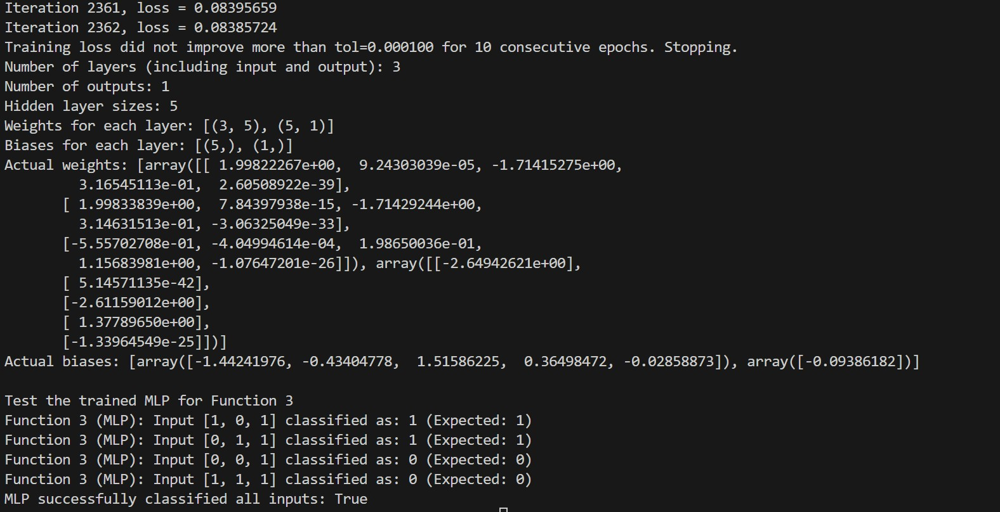 Iteration 2361, loss = 0.08395659
Iteration 2362, loss = 0.08385724
Training loss did not improve more than tol=0.000100 for 10 consecutive epochs. Stopping.
Number of layers (including input and output): 3
Number of outputs: 1
Hidden layer sizes: 5
Weights for each layer: [(3, 5), (5, 1)]
Biases for each layer: [(5,), (1,)]
Actual weights: [array([[ 1.99822267e+00,  9.24303039e-05, -1.71415275e+00,
         3.16545113e-01,  2.60508922e-39],
       [ 1.99833839e+00,  7.84397938e-15, -1.71429244e+00,
         3.14631513e-01, -3.06325049e-33],
       [-5.55702708e-01, -4.04994614e-04,  1.98650036e-01,
         1.15683981e+00, -1.07647201e-26]]), array([[-2.64942621e+00],
       [ 5.14571135e-42],
       [-2.61159012e+00],
       [ 1.37789650e+00],
       [-1.33964549e-25]])]
Actual biases: [array([-1.44241976, -0.43404778,  1.51586225,  0.36498472, -0.02858873]), array([-0.09386182])]
Test the trained MLP for Function 3
Function 3 (MLP): Input [1, 0, 1] classified as: 1 (Expected: 1)
Function 3 (MLP): Input [0, 1, 1] classified as: 1 (Expected: 1)
Function 3 (MLP): Input [0, 0, 1] classified as: 0 (Expected: 0)
Function 3 (MLP): Input [1, 1, 1] classified as: 0 (Expected: 0)
MLP successfully classified all inputs: True